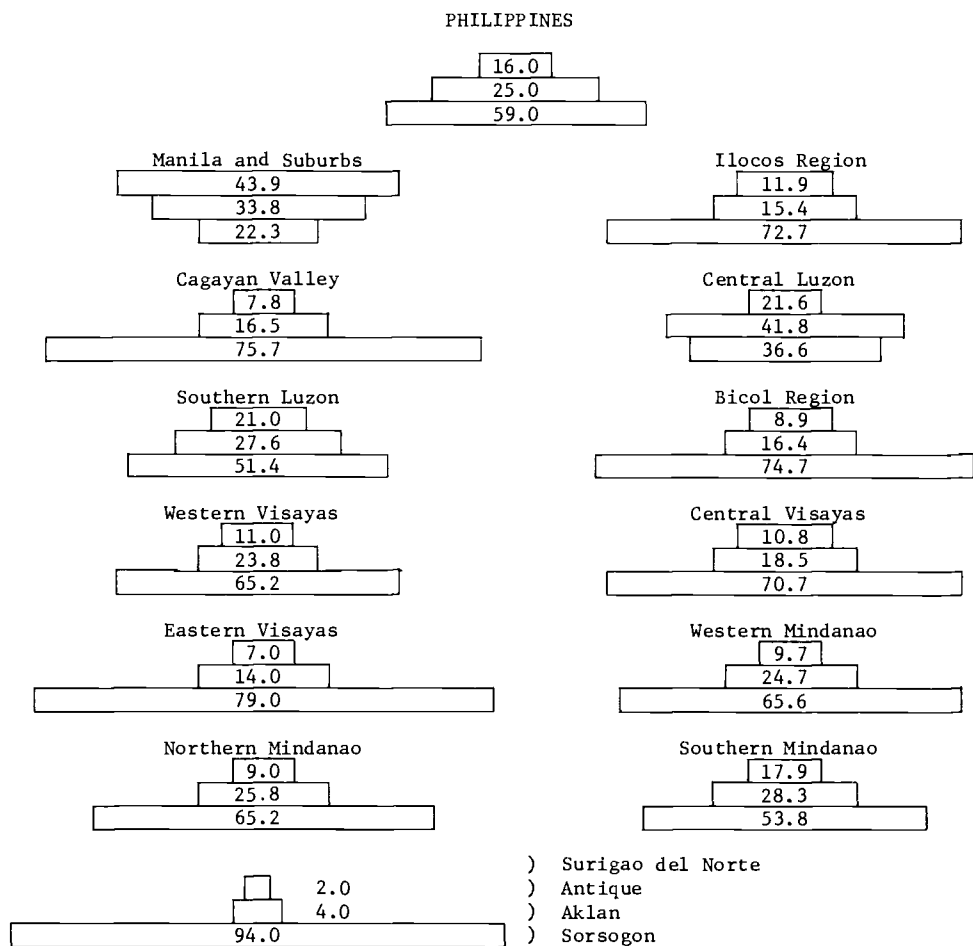 PHILIPPINES
16.0
25.0
59.0
Manila and Suburbs
43.9
33.8
22.3
Ilocos Region
11.9
15.4
72.7
Cagayan Valley
7.8
16.5
75.7
Central Luzon
21.6
41.8
36.6
Southern Luzon
21.0
27.6
51.4
Bicol Region
8.9
16.4
74.7
Western Visayas
11.0
23.8
65.2
Central Visayas
10.8
18.5
70.7
Eastern Visayas
7.0
14.0
79.0
Western Mindanao
9.7
24.7
65.6
Northern Mindanao
9.0
25.8
65.2
Southern Mindanao
17.9
28.3
53.8
2.0
4.0
94.0
) Surigao del Norte
) Antique
) Aklan
) Sorsogon